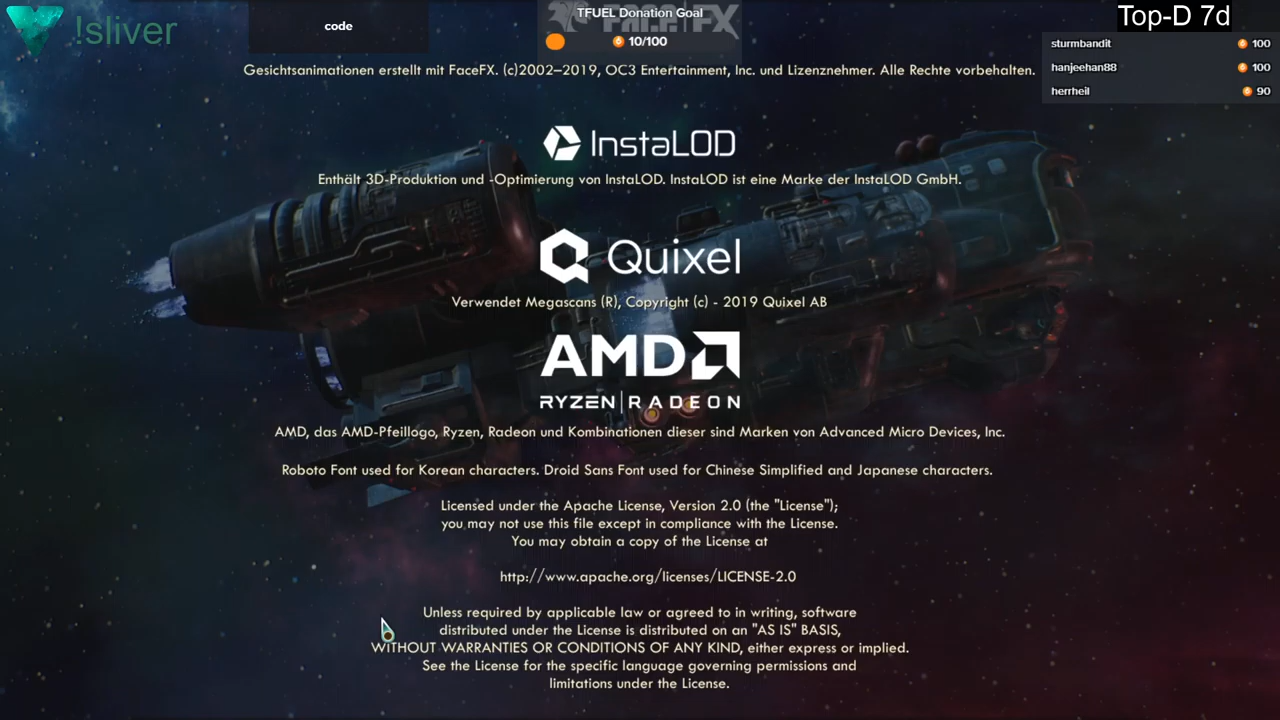 !sliver
code
FaceFX
TFUEL Donation Goal
10/100
Top-D 7d
sturmbandit 100
hanjeehan88 100
herrheil 90
Gesichtsanimationen erstellt mit FaceFX. (c)2002–2019, OC3 Entertainment, Inc. und Lizenznehmer. Alle Rechte vorbehalten.
InstaLOD
Enthält 3D-Produktion und -Optimierung von InstaLOD. InstaLOD ist eine Marke der InstaLOD GmbH.
Quixel
Verwendet Megascans (R), Copyright (c) - 2019 Quixel AB
AMD
RYZEN | RADEON
AMD, das AMD-Pfeillogo, Ryzen, Radeon und Kombinationen dieser sind Marken von Advanced Micro Devices, Inc.
Roboto Font used for Korean characters. Droid Sans Font used for Chinese Simplified and Japanese characters.
Licensed under the Apache License, Version 2.0 (the "License");
you may not use this file except in compliance with the License.
You may obtain a copy of the License at
http://www.apache.org/licenses/LICENSE-2.0
Unless required by applicable law or agreed to in writing, software
distributed under the License is distributed on an "AS IS" BASIS,
WITHOUT WARRANTIES OR CONDITIONS OF ANY KIND, either express or implied.
See the License for the specific language governing permissions and
limitations under the License.